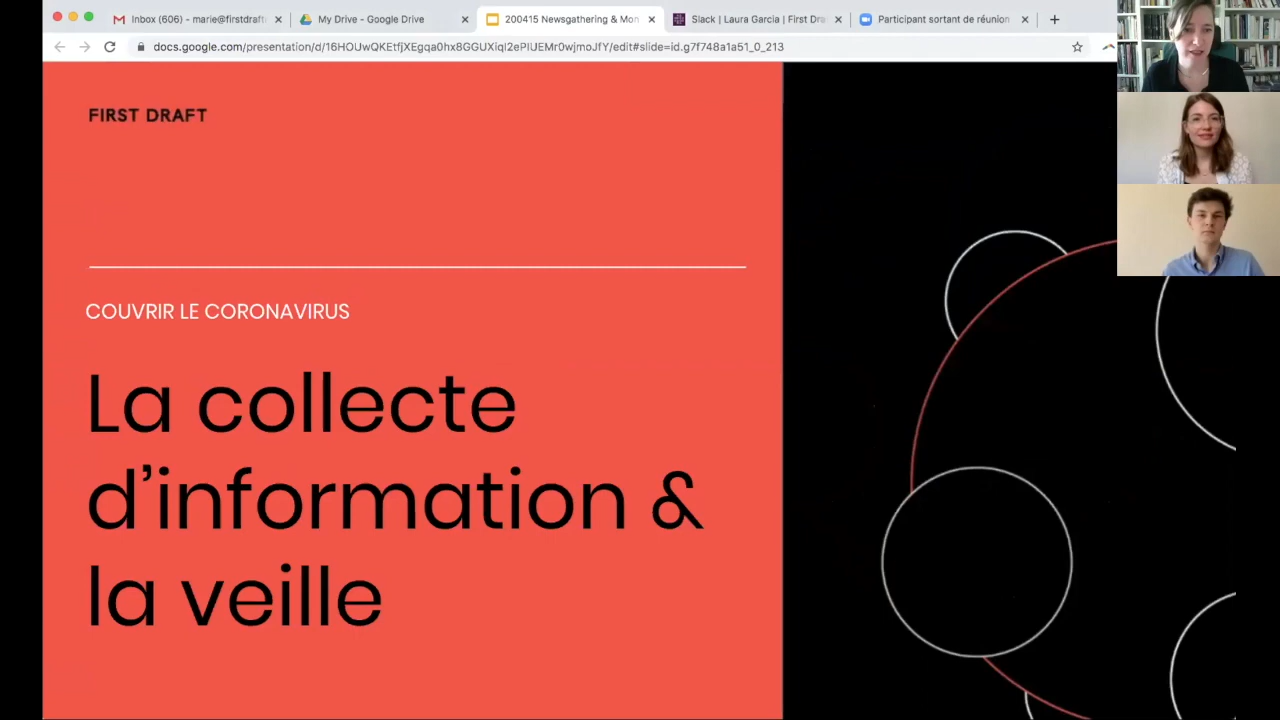 Inbox (606) - marie@firstdraft
My Drive - Google Drive
200415 Newsgathering & Mon
Slack | Laura Garcia | First Dra
Participant sortant de réunion
docs.google.com/presentation/d/16HOUwQKEtfjXEgqa0hx8GGUXiqI2ePIUEMr0wjmoJfY/edit#slide=id.g7f748a1a51_0_213
FIRST DRAFT
COUVRIR LE CORONAVIRUS
La collecte
d'information &
la veille